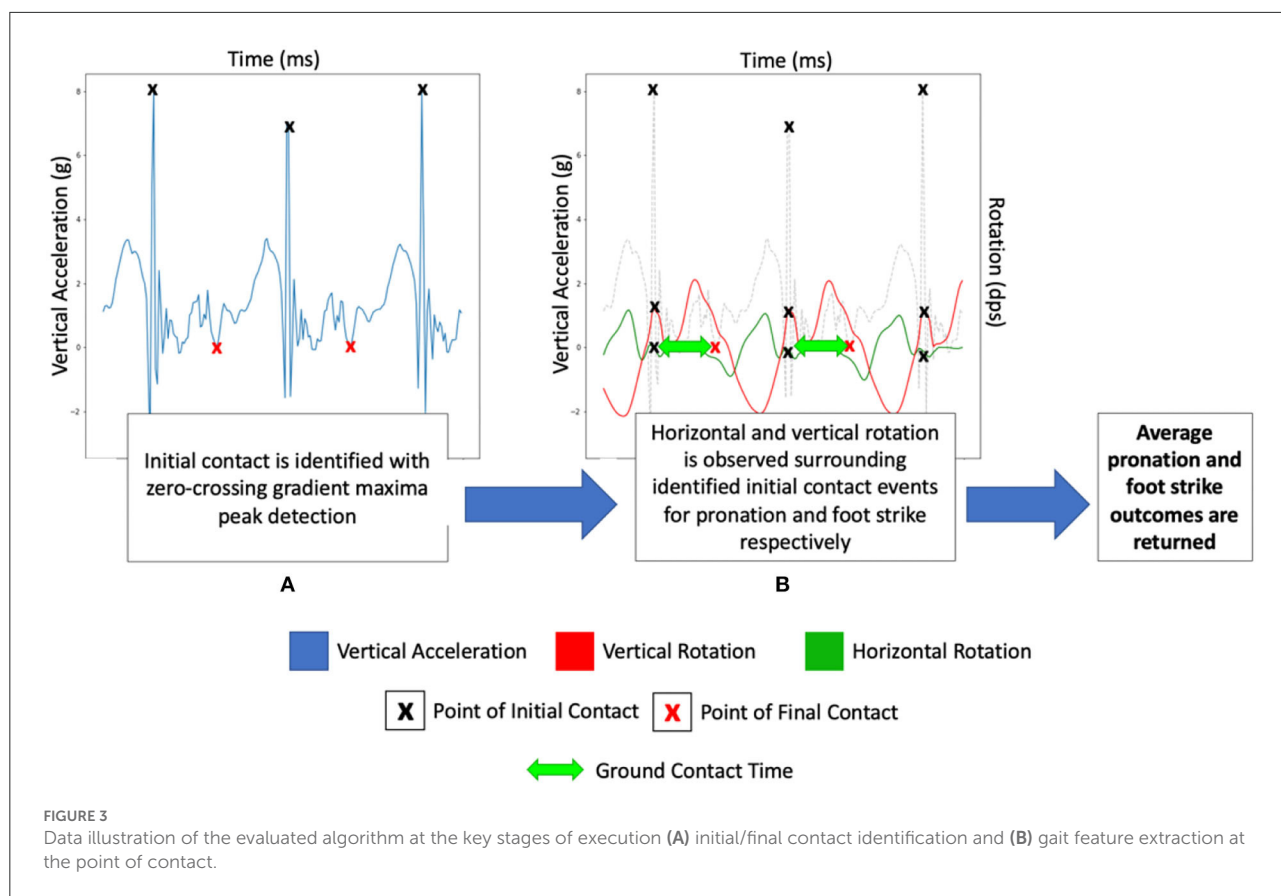 Time (ms)
Time (ms)
Vertical Acceleration (g)
8
6
4
2
0
−2
Vertical Acceleration (g)
8
6
4
2
0
−2
Rotation (dps)
X X X
X X
X X X
X X X
X X X
X X
Initial contact is identified with
zero-crossing gradient maxima
peak detection
Horizontal and vertical rotation
is observed surrounding
identified initial contact events
for pronation and foot strike
respectively
Average
pronation and
foot strike
outcomes are
returned
A
B
Vertical Acceleration
Vertical Rotation
Horizontal Rotation
X Point of Initial Contact
X Point of Final Contact
Ground Contact Time
FIGURE 3
Data illustration of the evaluated algorithm at the key stages of execution (A) initial/final contact identification and (B) gait feature extraction at
the point of contact.